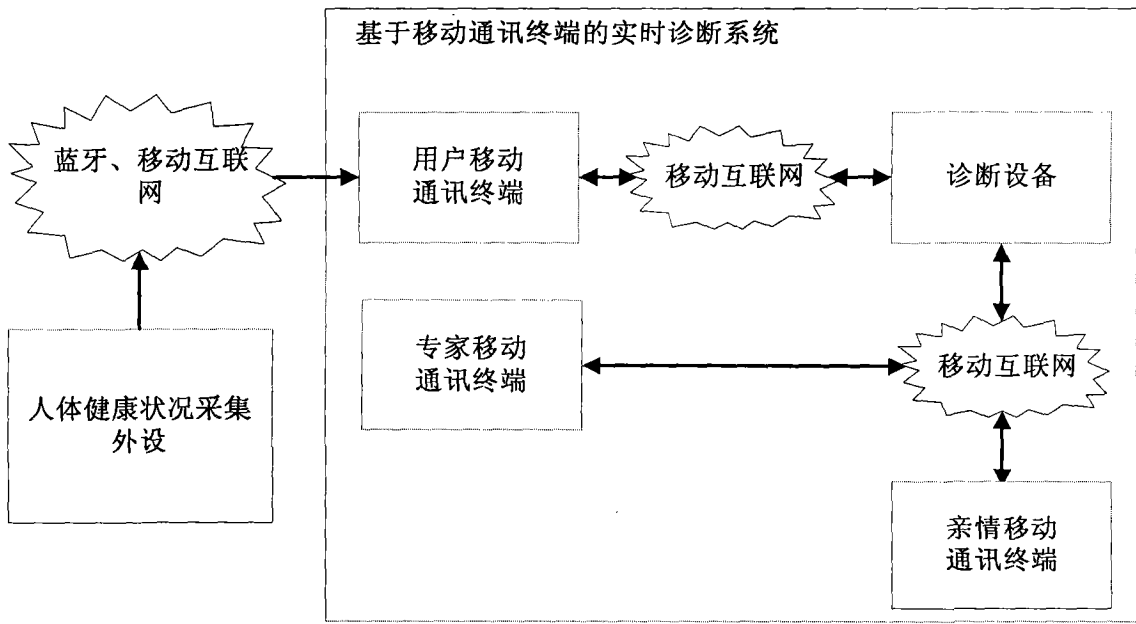 基于移动通讯终端的实时诊断系统
蓝牙、移动互联
网
用户移动
通讯终端
移动互联网
诊断设备
专家移动
通讯终端
移动互联网
人体健康状况采集
外设
亲情移动
通讯终端